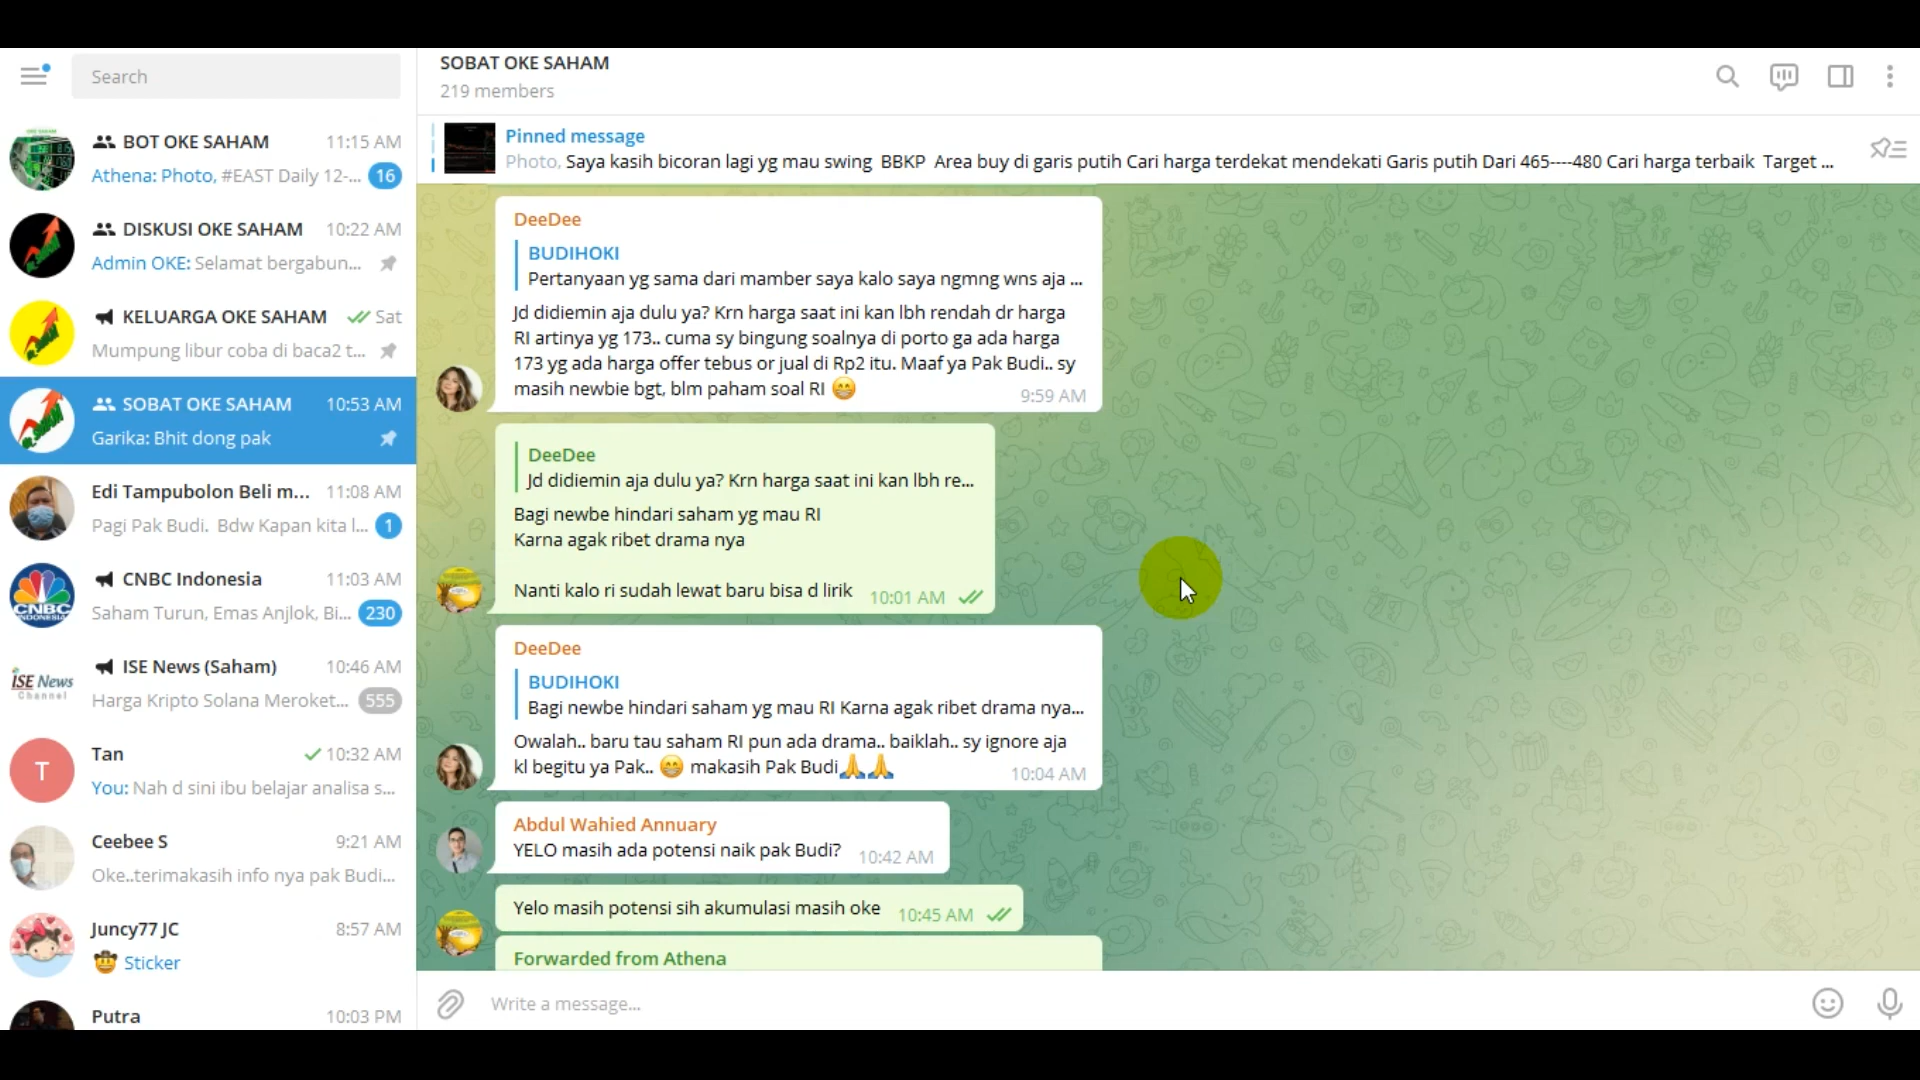 Search
BOT OKE SAHAM 11:15 AM
Athena: Photo, #EAST Daily 12-... 16
DISKUSI OKE SAHAM 10:22 AM
Admin OKE: Selamat bergabun...
KELUARGA OKE SAHAM Sat
Mumpung libur coba di baca2 t...
SOBAT OKE SAHAM 10:53 AM
Garika: Bhit dong pak
Edi Tampubolon Beli m... 11:08 AM
Pagi Pak Budi. Bdw Kapan kita l... 1
CNBC Indonesia 11:03 AM
Saham Turun, Emas Anjlok, Bi... 230
CNBC
INDONESIA
ISE News (Saham) 10:46 AM
Harga Kripto Solana Meroket... 555
ISE News
Channel
Tan 10:32 AM
T
You: Nah d sini ibu belajar analisa s...
Ceebee S 9:21 AM
Oke..terimakasih info nya pak Budi...
Juncy77 JC 8:57 AM
🤠 Sticker
Putra 10:03 PM
SOBAT OKE SAHAM
219 members
Pinned message
Photo, Saya kasih bicoran lagi yg mau swing BBKP Area buy di garis putih Cari harga terdekat mendekati Garis putih Dari 465----480 Cari harga terbaik Target ...
DeeDee
BUDIHOKI
Pertanyaan yg sama dari mamber saya kalo saya ngmng wns aja ...
Jd didiemin aja dulu ya? Krn harga saat ini kan lbh rendah dr harga
RI artinya yg 173.. cuma sy bingung soalnya di porto ga ada harga
173 yg ada harga offer tebus or jual di Rp2 itu. Maaf ya Pak Budi.. sy
masih newbie bgt, blm paham soal RI 😁 9:59 AM
DeeDee
Jd didiemin aja dulu ya? Krn harga saat ini kan lbh re...
Bagi newbe hindari saham yg mau RI
Karna agak ribet drama nya
Nanti kalo ri sudah lewat baru bisa d lirik 10:01 AM
DeeDee
BUDIHOKI
Bagi newbe hindari saham yg mau RI Karna agak ribet drama nya...
Owalah.. baru tau saham RI pun ada drama.. baiklah.. sy ignore aja
kl begitu ya Pak.. 😁 makasih Pak Budi🙏🙏 10:04 AM
Abdul Wahied Annuary
YELO masih ada potensi naik pak Budi? 10:42 AM
Yelo masih potensi sih akumulasi masih oke 10:45 AM
Forwarded from Athena
Write a message...